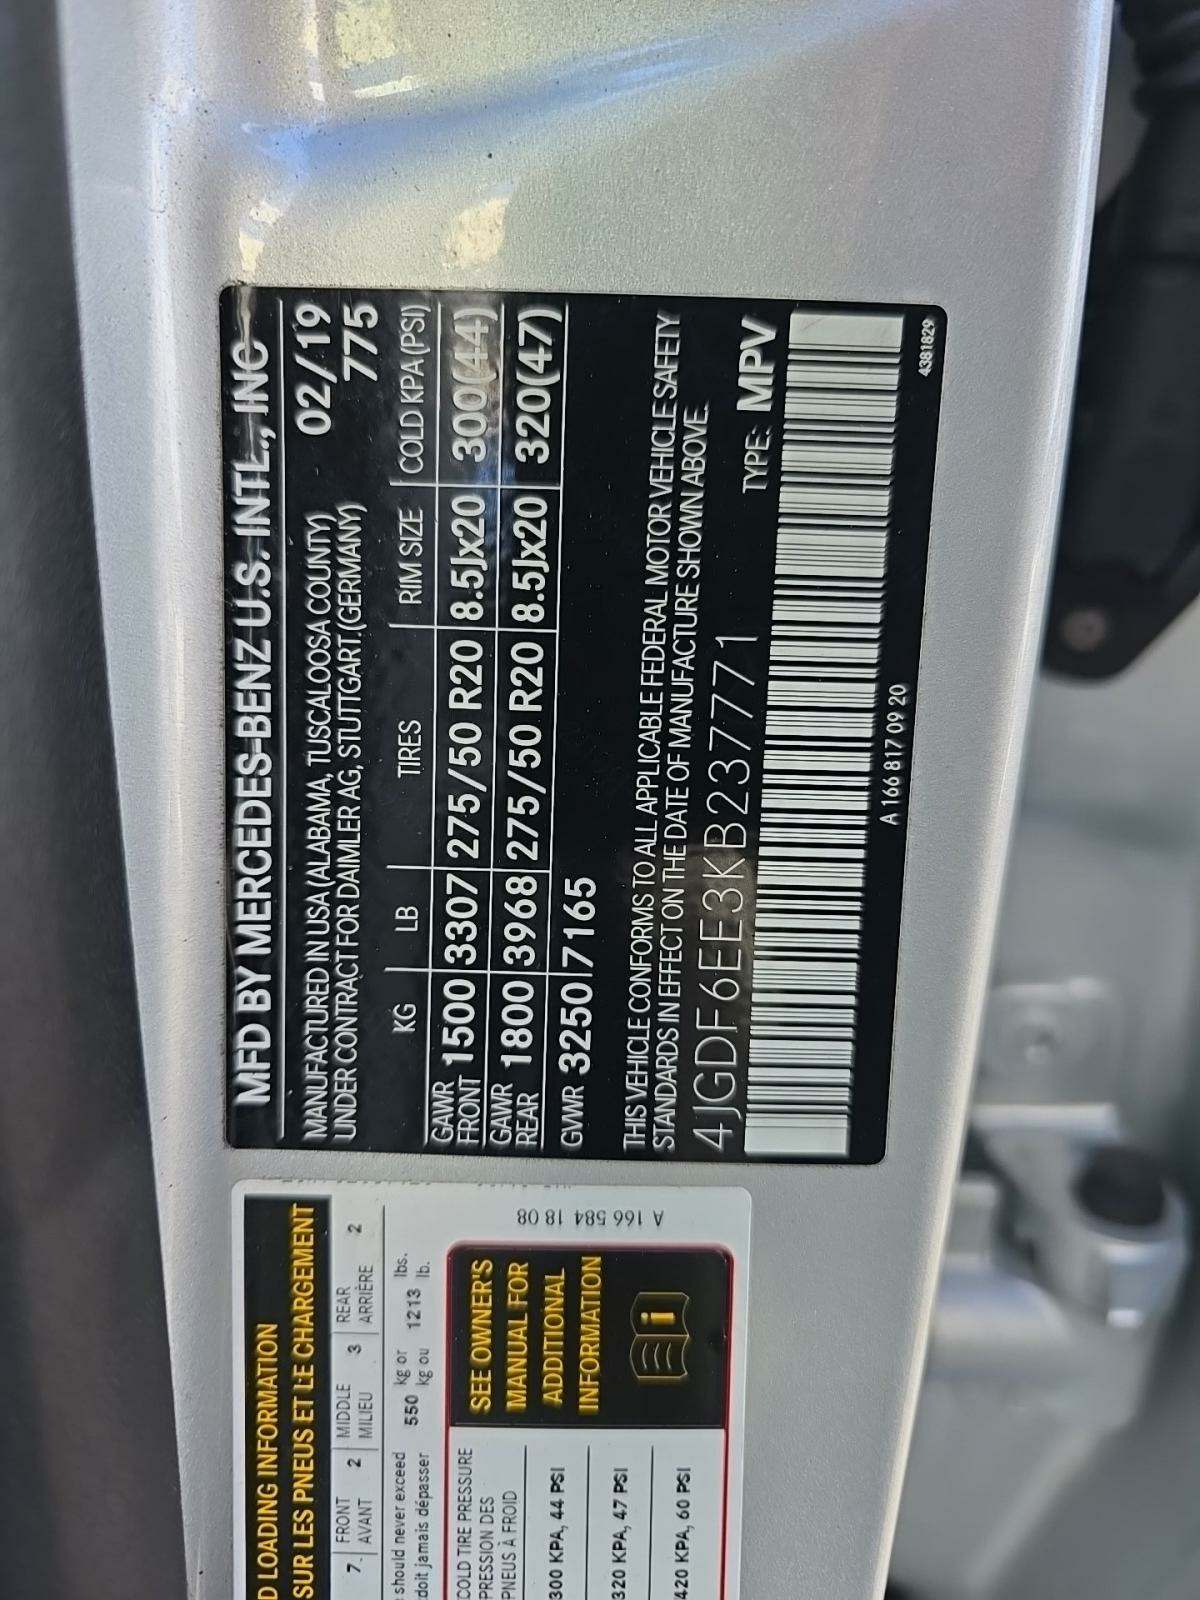 MFD BY MERCEDES-BENZ U.S. INTL., INC
MANUFACTURED IN USA (ALABAMA, TUSCALOOSA COUNTY) 02/19
UNDER CONTRACT FOR DAIMLER AG, STUTTGART (GERMANY) 775
KG LB TIRES RIM SIZE COLD KPA (PSI)
GAWR FRONT 1500 3307 275/50 R20 8.5Jx20 300(44)
GAWR REAR 1800 3968 275/50 R20 8.5Jx20 320(47)
GVWR 3250 7165
THIS VEHICLE CONFORMS TO ALL APPLICABLE FEDERAL MOTOR VEHICLE SAFETY
STANDARDS IN EFFECT ON THE DATE OF MANUFACTURE SHOWN ABOVE.
4JGDF6EE3KB237771 TYPE: MPV
A 166 817 09 20 4381829
D LOADING INFORMATION
SUR LES PNEUS ET LE CHARGEMENT
7 FRONT 2 MIDDLE 3 REAR 2
AVANT MILIEU ARRIÈRE
should never exceed 550 kg or 1213 lbs.
doit jamais dépasser kg ou lb.
COLD TIRE PRESSURE
PRESSION DES
PNEUS À FROID
300 KPA, 44 PSI
320 KPA, 47 PSI
420 KPA, 60 PSI
SEE OWNER'S
MANUAL FOR
ADDITIONAL
INFORMATION
i
A 166 584 18 08